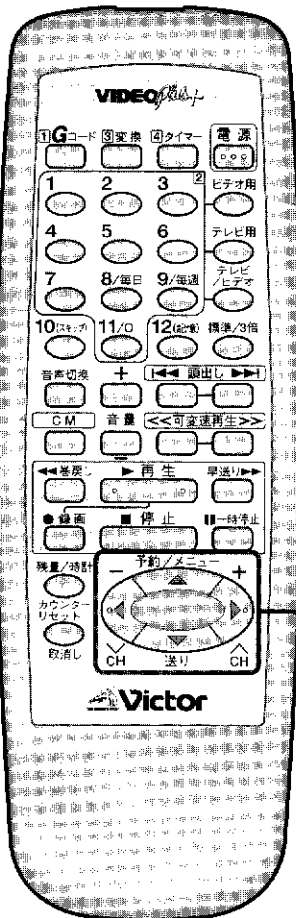 VIDEO Plus+
1 Gコード 3 変換 4 タイマー 電源
1 2 3 2 ビデオ用
4 5 6 テレビ用
7 8/毎日 9/毎週 テレビ/ビデオ
10(スキップ) 11/0 12(記憶) 標準/3倍
音声切換 + 頭出し
CM 音量 <<可変速再生>>
◀◀巻戻し ▶ 再生 早送り▶▶
● 録画 ■ 停止 一時停止
残量/時計 − 予約/メニュー +
カウンターリセット
取消し CH 送り CH
Victor